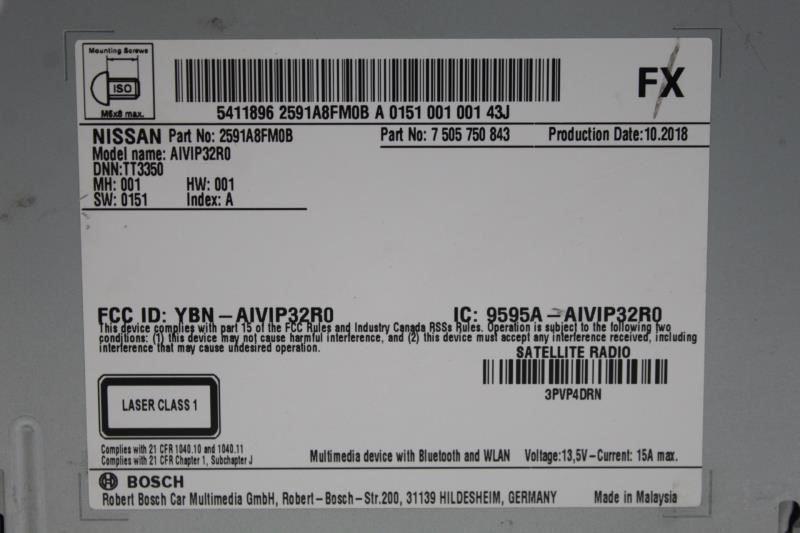 Mounting Screws
ISO
M5x8 max.
5411896 2591A8FM0B A 0151 001 001 43J
FX
NISSAN Part No: 2591A8FM0B
Part No: 7 505 750 843
Production Date:10.2018
Model name: AIVIP32R0
DNN:TT3350
MH: 001 HW: 001
SW: 0151 Index: A
FCC ID: YBN-AIVIP32R0
IC: 9595A-AIVIP32R0
This device complies with part 15 of the FCC Rules and Industry Canada RSSs Rules. Operation is subject to the following two
conditions: (1) this device may not cause harmful interference, and (2) this device must accept any interference received, including
interference that may cause undesired operation.
SATELLITE RADIO
3PVP4DRN
LASER CLASS 1
Complies with 21 CFR 1040.10 and 1040.11
Complies with 21 CFR Chapter 1, Subchapter J
Multimedia device with Bluetooth and WLAN
Voltage:13,5V-Current: 15A max.
BOSCH
Robert Bosch Car Multimedia GmbH, Robert-Bosch-Str.200, 31139 HILDESHEIM, GERMANY
Made in Malaysia